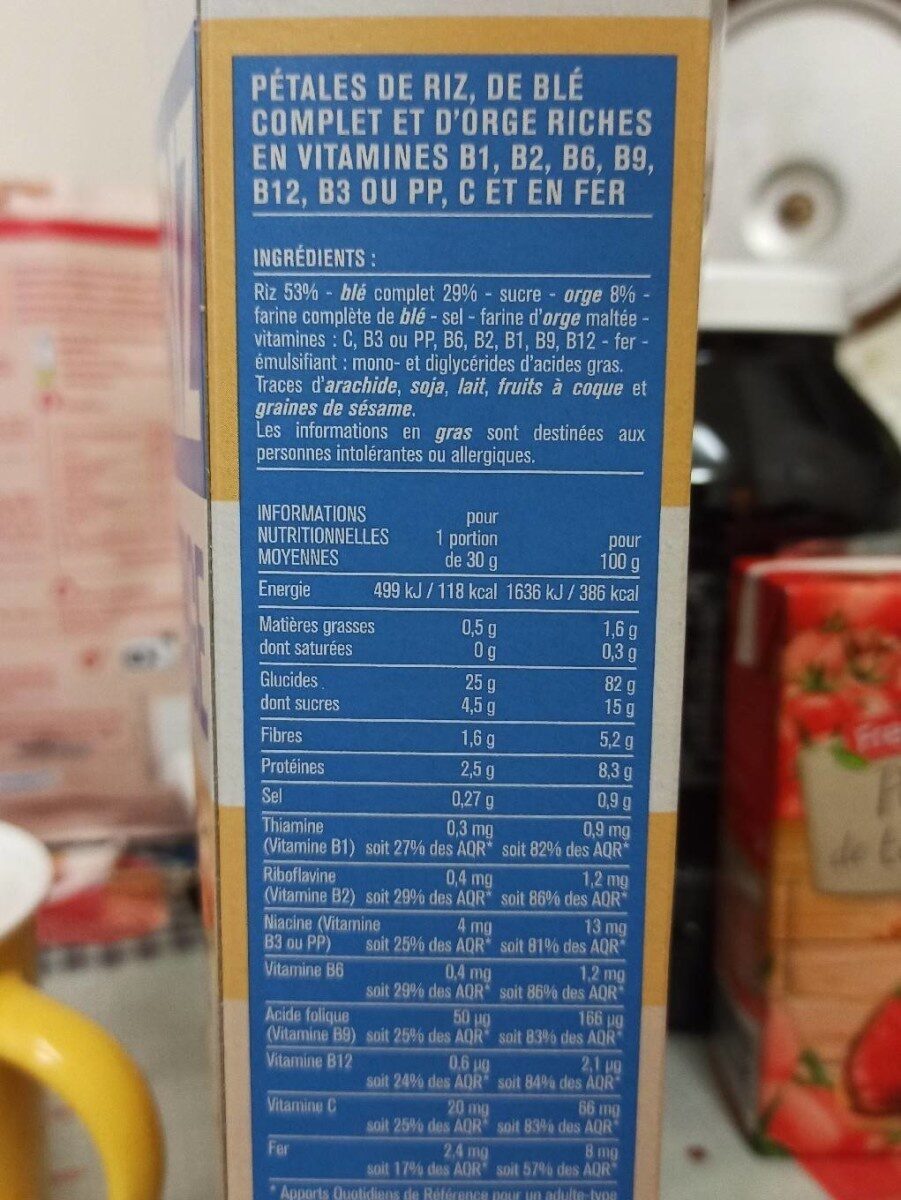 PÉTALES DE RIZ, DE BLÉ
COMPLET ET D'ORGE RICHES
EN VITAMINES B1, B2, B6, B9,
B12, B3 OU PP, C ET EN FER
INGRÉDIENTS :
Riz 53% - blé complet 29% - sucre - orge 8% -
farine complète de blé - sel - farine d'orge maltée -
vitamines : C, B3 ou PP, B6, B2, B1, B9, B12 - fer -
émulsifiant : mono- et diglycérides d'acides gras.
Traces d'arachide, soja, lait, fruits à coque et
graines de sésame.
Les informations en gras sont destinées aux
personnes intolérantes ou allergiques.
INFORMATIONS pour
NUTRITIONNELLES 1 portion pour
MOYENNES de 30 g 100 g
Energie 499 kJ / 118 kcal 1636 kJ / 386 kcal
Matières grasses 0,5 g 1,6 g
dont saturées 0 g 0,3 g
Glucides 25 g 82 g
dont sucres 4,5 g 15 g
Fibres 1,6 g 5,2 g
Protéines 2,5 g 8,3 g
Sel 0,27 g 0,9 g
Thiamine 0,3 mg 0,9 mg
(Vitamine B1) soit 27% des AQR* soit 82% des AQR*
Riboflavine 0,4 mg 1,2 mg
(Vitamine B2) soit 29% des AQR* soit 86% des AQR*
Niacine (Vitamine 4 mg 13 mg
B3 ou PP) soit 25% des AQR* soit 81% des AQR*
Vitamine B6 0,4 mg 1,2 mg
soit 29% des AQR* soit 86% des AQR*
Acide folique 50 µg 166 µg
(Vitamine B9) soit 25% des AQR* soit 83% des AQR*
Vitamine B12 0,6 µg 2,1 µg
soit 24% des AQR* soit 84% des AQR*
Vitamine C 20 mg 66 mg
soit 25% des AQR* soit 83% des AQR*
Fer 2,4 mg 8 mg
soit 17% des AQR* soit 57% des AQR*
* Apports Quotidiens de Référence pour un adulte-type